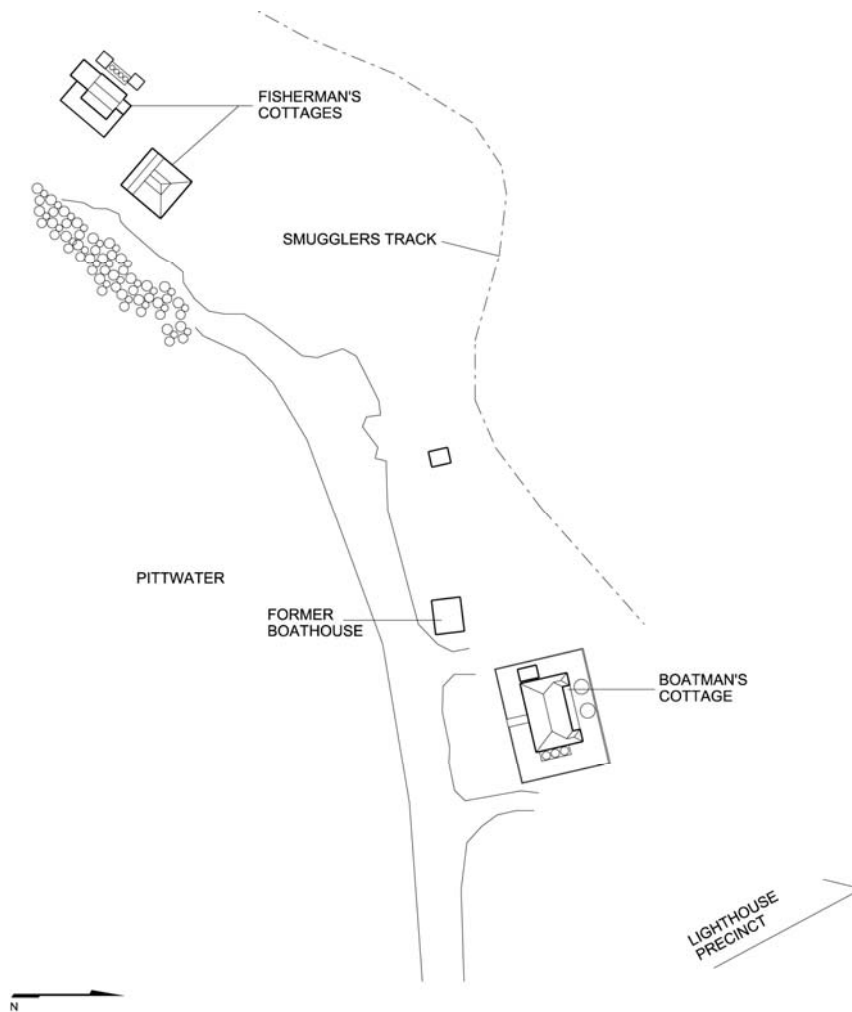 FISHERMAN'S
COTTAGES
SMUGGLERS TRACK
PITTWATER
FORMER
BOATHOUSE
BOATMAN'S
COTTAGE
LIGHTHOUSE
PRECINCT
N